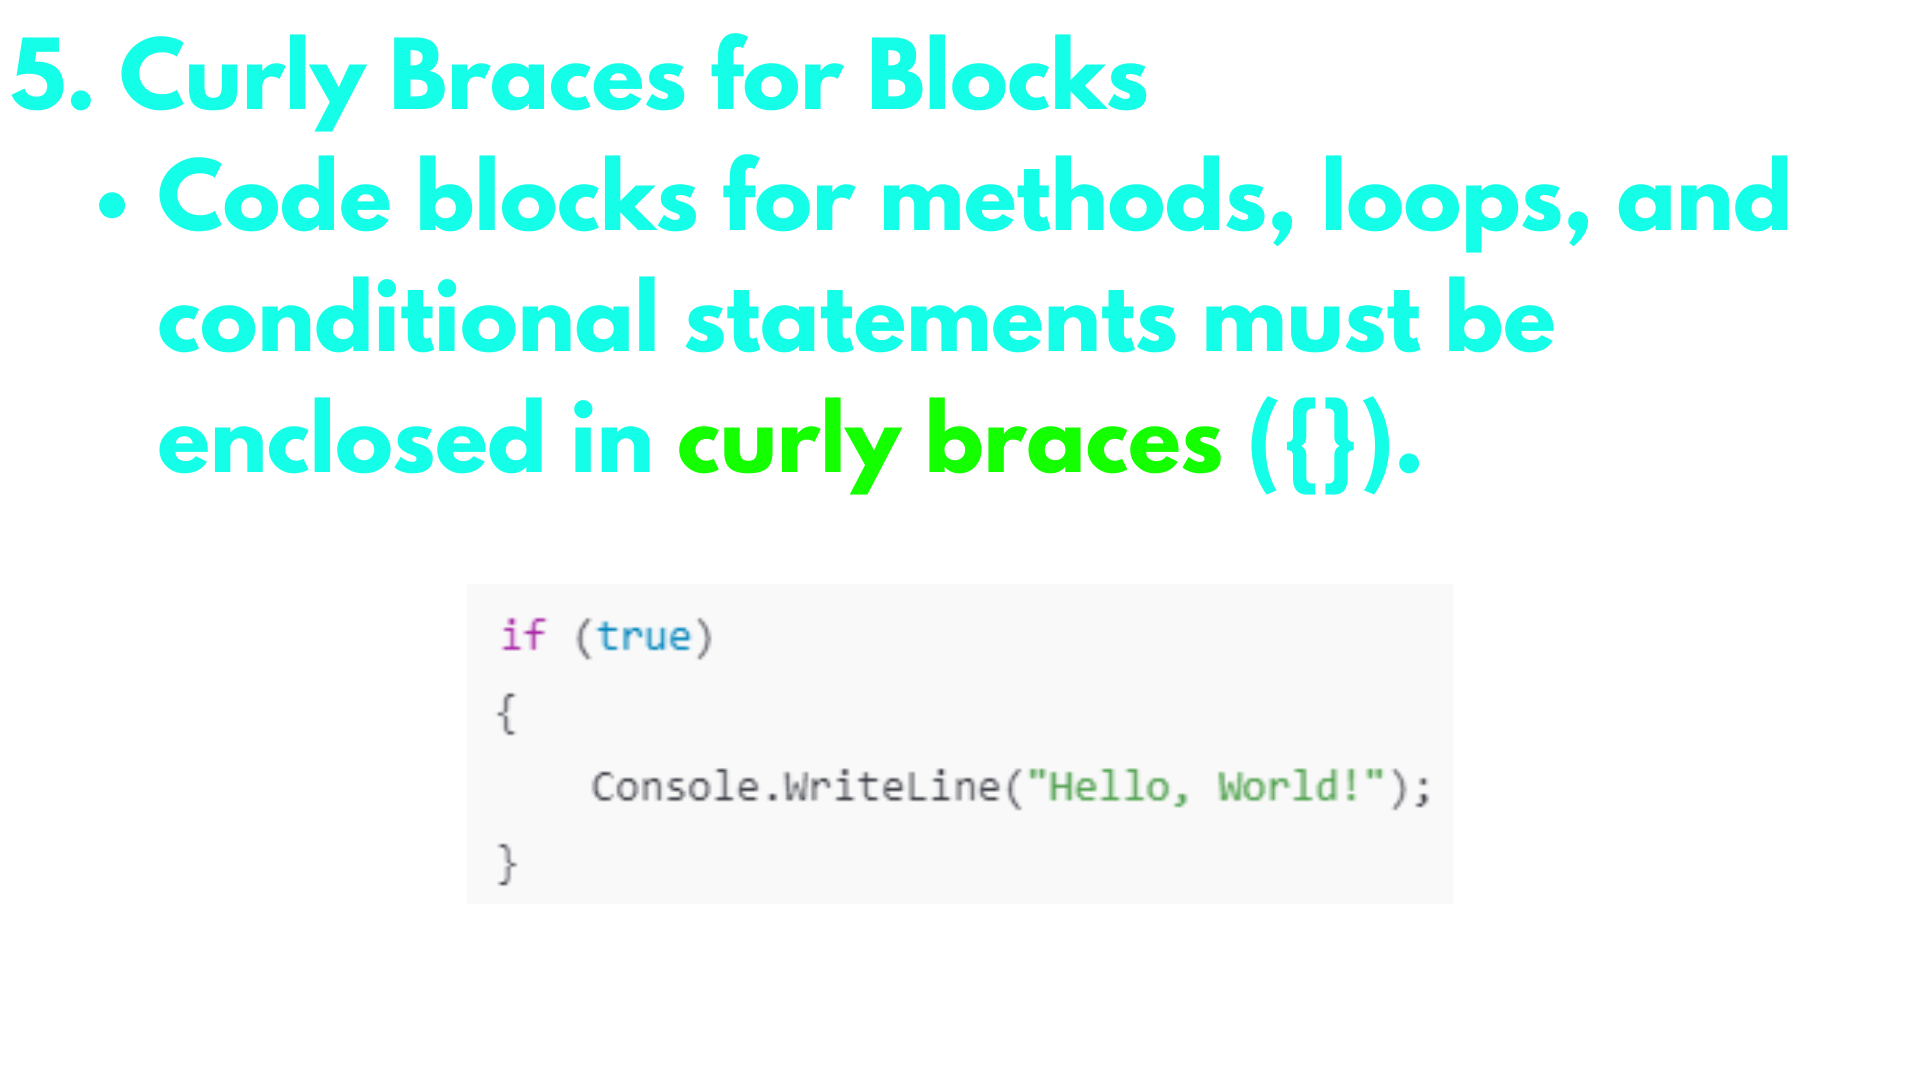 5. Curly Braces for Blocks
• Code blocks for methods, loops, and
conditional statements must be
enclosed in curly braces ({}).
if (true)
{
    Console.WriteLine("Hello, World!");
}